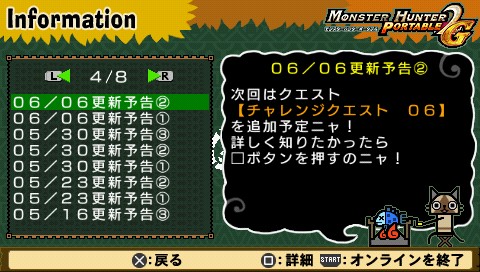 Information
MONSTER HUNTER
PORTABLE 2nd G
L 4/8 R
06/06更新予告②
06/06更新予告①
05/30更新予告③
05/30更新予告②
05/30更新予告①
05/23更新予告②
05/23更新予告①
05/16更新予告③
06/06更新予告②
次回はクエスト
【チャレンジクエスト 06】
を追加予定ニャ!
詳しく知りたかったら
□ボタンを押すのニャ!
×:戻る
□:詳細 START:オンラインを終了